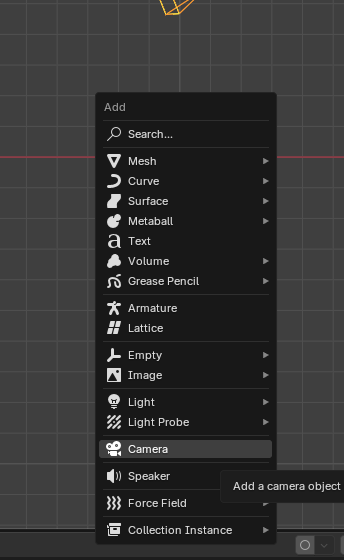 Add
Search...
Mesh
Curve
Surface
Metaball
Text
Volume
Grease Pencil
Armature
Lattice
Empty
Image
Light
Light Probe
Camera
Speaker
Add a camera object
Force Field
Collection Instance